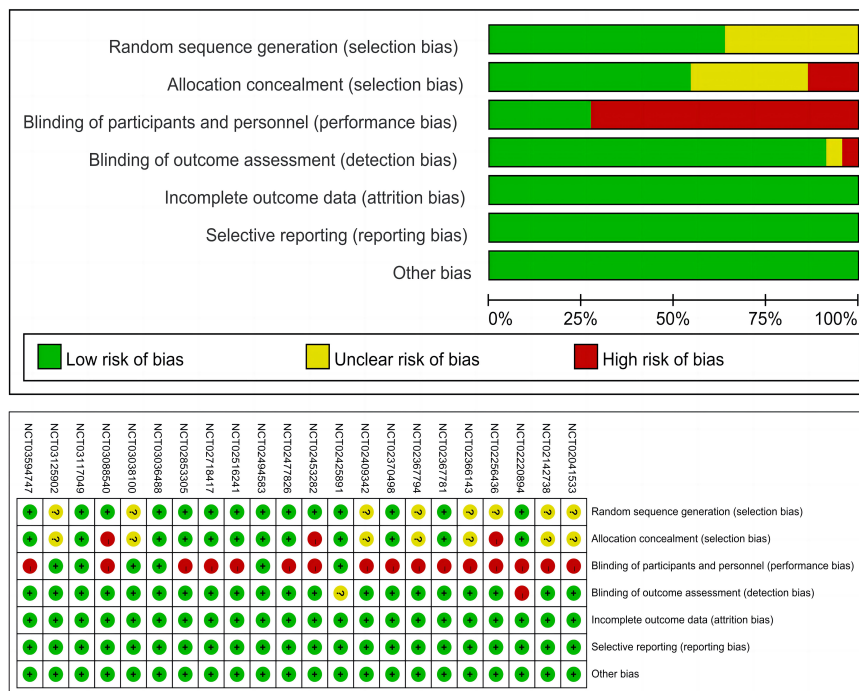 Random sequence generation (selection bias)
Allocation concealment (selection bias)
Blinding of participants and personnel (performance bias)
Blinding of outcome assessment (detection bias)
Incomplete outcome data (attrition bias)
Selective reporting (reporting bias)
Other bias
0% 25% 50% 75% 100%
Low risk of bias Unclear risk of bias High risk of bias
NCT03594747
NCT03125902
NCT03117049
NCT03088540
NCT03038100
NCT03036488
NCT02853305
NCT02718417
NCT02516241
NCT02494583
NCT02477826
NCT02453282
NCT02425891
NCT02409342
NCT02370498
NCT02367794
NCT02367781
NCT02366143
NCT02256436
NCT02220894
NCT02142738
NCT02041533
+ ? + + ? + + + + + + + + ? + ? + ? ? + ? ? Random sequence generation (selection bias)
+ ? + - ? + + + + + + - + ? + ? + ? - + ? ? Allocation concealment (selection bias)
- + + - + + - - - + - - + - - - - - - - - - Blinding of participants and personnel (performance bias)
+ + + + + + + + + + + + ? + + + + + + - + + Blinding of outcome assessment (detection bias)
+ + + + + + + + + + + + + + + + + + + + + + Incomplete outcome data (attrition bias)
+ + + + + + + + + + + + + + + + + + + + + + Selective reporting (reporting bias)
+ + + + + + + + + + + + + + + + + + + + + + Other bias